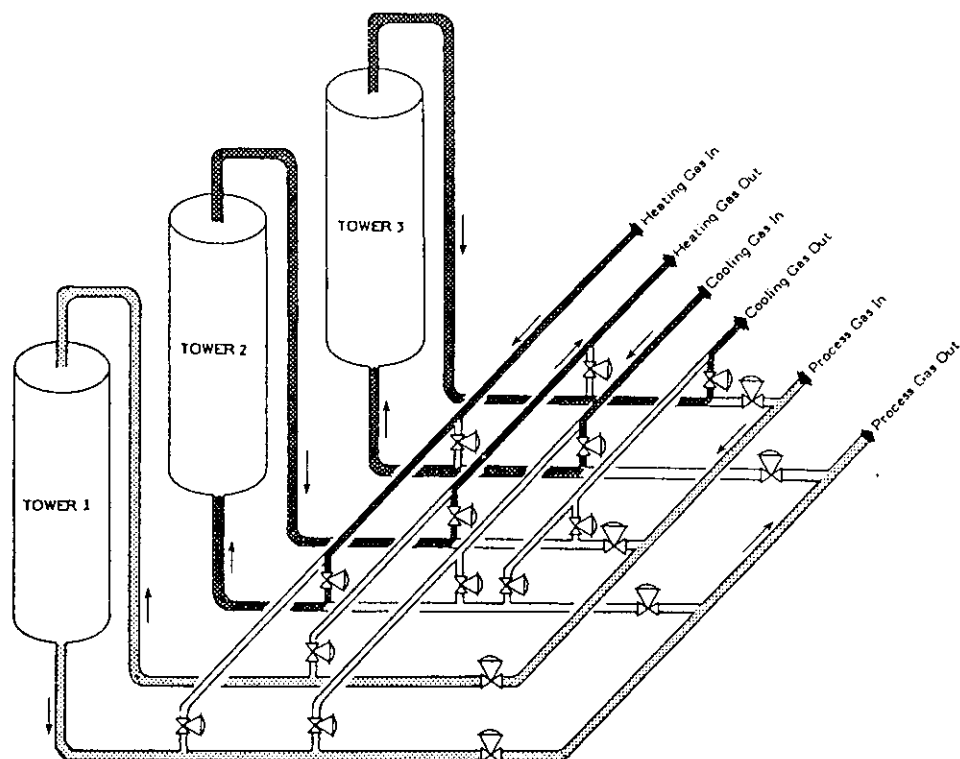 TOWER 3
TOWER 2
TOWER 1
Heating Gas In
Heating Gas Out
Cooling Gas In
Cooling Gas Out
Process Gas In
Process Gas Out